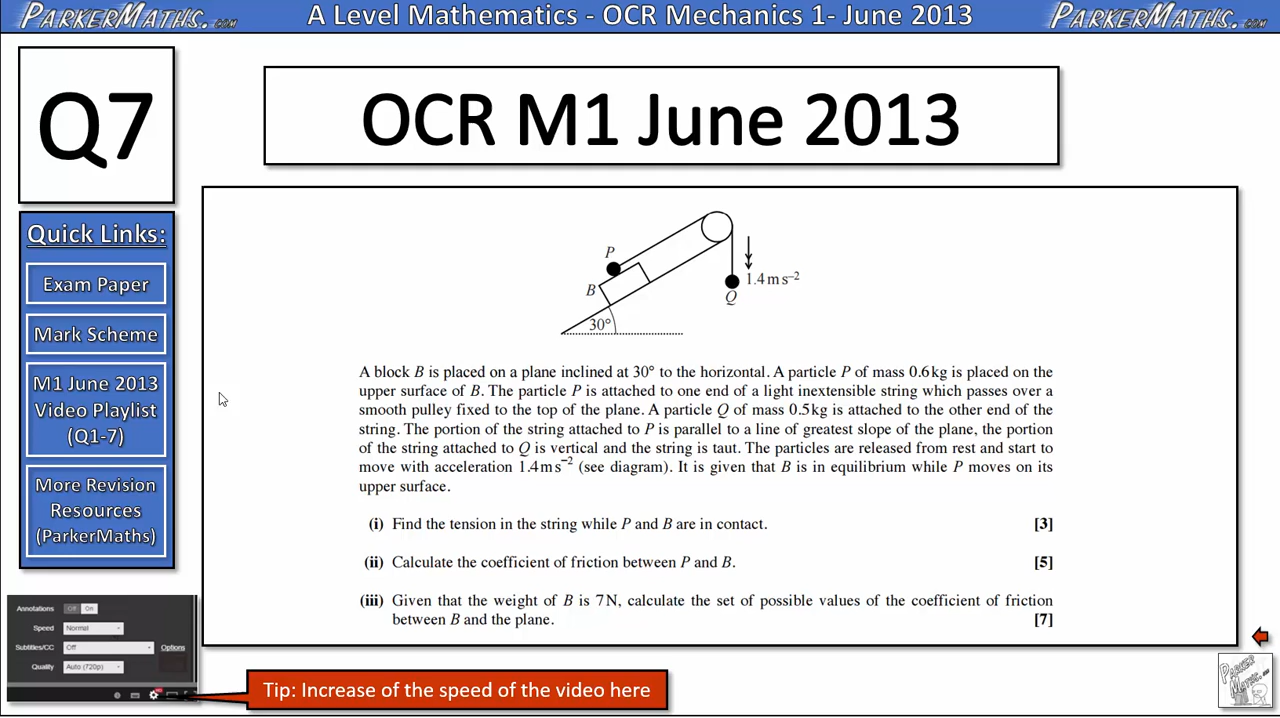 PARKERMATHS.COM
A Level Mathematics - OCR Mechanics 1- June 2013
PARKERMATHS.COM
Q7
OCR M1 June 2013
Quick Links:
Exam Paper
Mark Scheme
M1 June 2013
Video Playlist
(Q1-7)
More Revision
Resources
(ParkerMaths)
P
B
30°
1.4 m s⁻²
Q
A block B is placed on a plane inclined at 30° to the horizontal. A particle P of mass 0.6 kg is placed on the
upper surface of B. The particle P is attached to one end of a light inextensible string which passes over a
smooth pulley fixed to the top of the plane. A particle Q of mass 0.5 kg is attached to the other end of the
string. The portion of the string attached to P is parallel to a line of greatest slope of the plane, the portion
of the string attached to Q is vertical and the string is taut. The particles are released from rest and start to
move with acceleration 1.4 m s⁻² (see diagram). It is given that B is in equilibrium while P moves on its
upper surface.
(i) Find the tension in the string while P and B are in contact. [3]
(ii) Calculate the coefficient of friction between P and B. [5]
(iii) Given that the weight of B is 7 N, calculate the set of possible values of the coefficient of friction
between B and the plane. [7]
Annotations Off On
Speed Normal
Subtitles/CC Off Options
Quality Auto (720p)
Tip: Increase of the speed of the video here
PARKER
MATHS